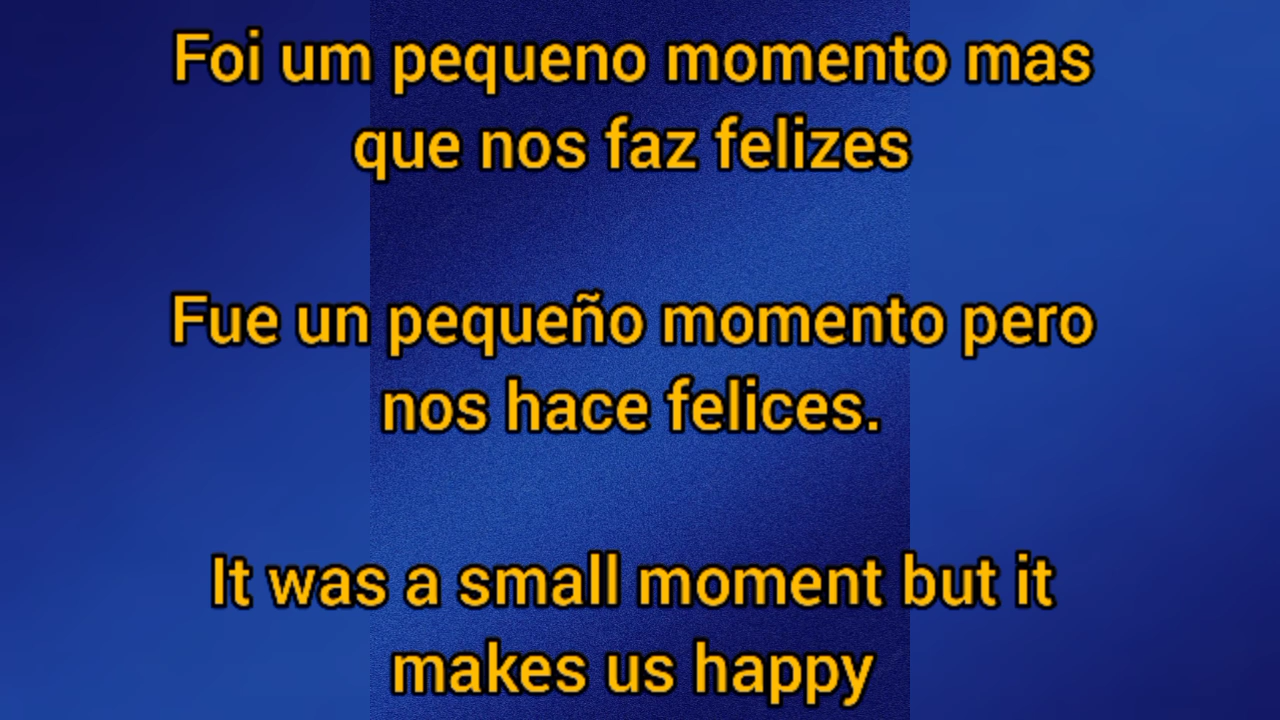 Foi um pequeno momento mas
que nos faz felizes
Fue un pequeño momento pero
nos hace felices.
It was a small moment but it
makes us happy